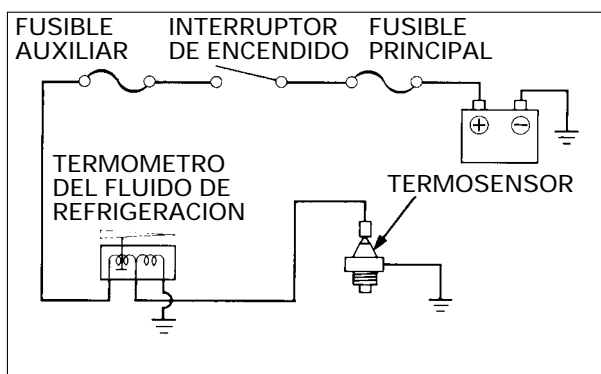 FUSIBLE
AUXILIAR
INTERRUPTOR
DE ENCENDIDO
FUSIBLE
PRINCIPAL
+ −
TERMOMETRO
DEL FLUIDO DE
REFRIGERACION
TERMOSENSOR